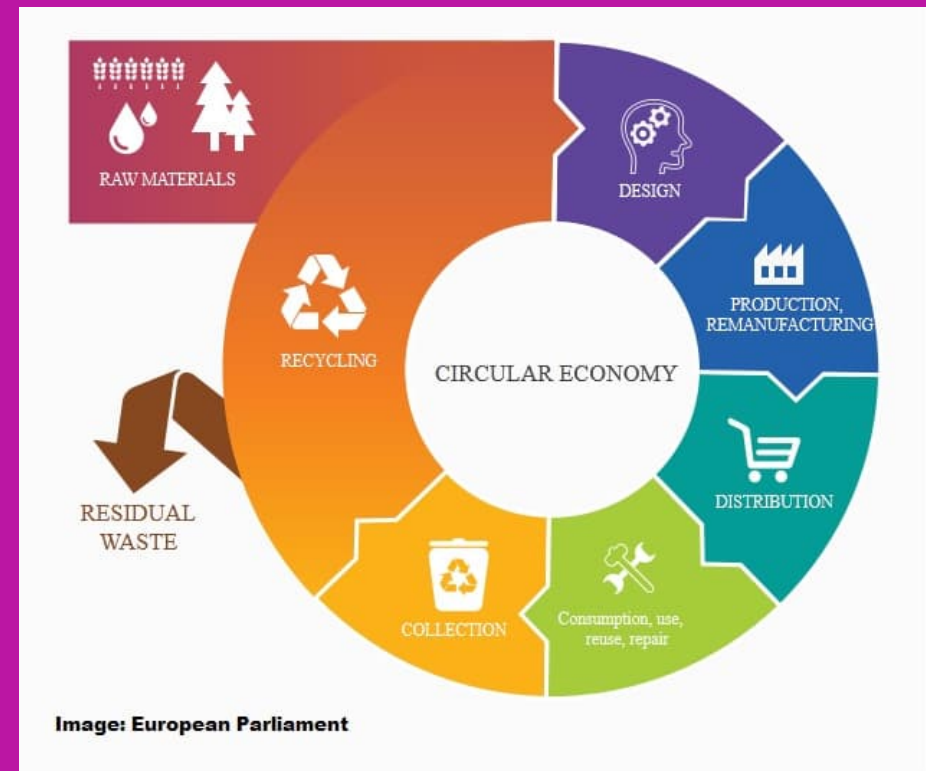 RAW MATERIALS
DESIGN
PRODUCTION,
REMANUFACTURING
RECYCLING
CIRCULAR ECONOMY
DISTRIBUTION
RESIDUAL
WASTE
COLLECTION
Consumption, use,
reuse, repair
Image: European Parliament